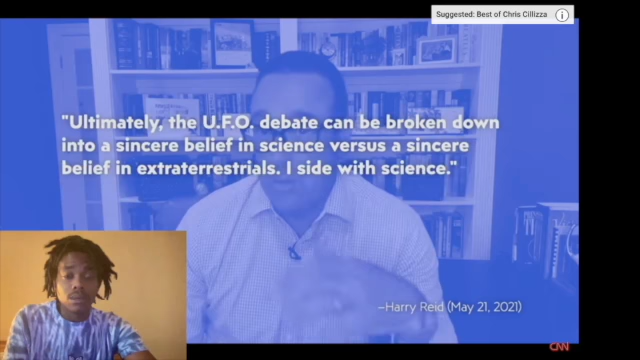 Suggested: Best of Chris Cillizza
"Ultimately, the U.F.O. debate can be broken down
into a sincere belief in science versus a sincere
belief in extraterrestrials. I side with science."
–Harry Reid (May 21, 2021)
CNN